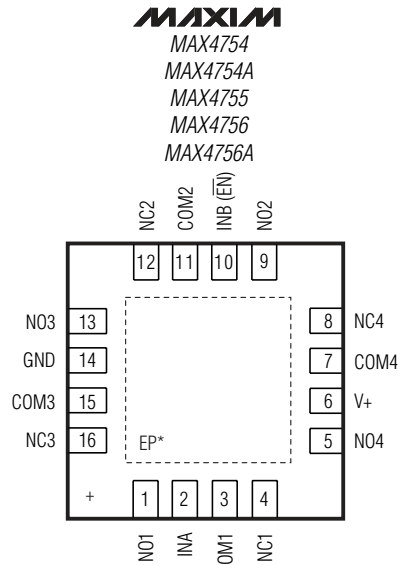 MAXIM
MAX4754
MAX4754A
MAX4755
MAX4756
MAX4756A
NC2 COM2 INB (EN) NO2
12 11 10 9
NO3 13
GND 14
COM3 15
NC3 16
8 NC4
7 COM4
6 V+
5 NO4
EP*
+ 1 2 3 4
NO1 INA OM1 NC1